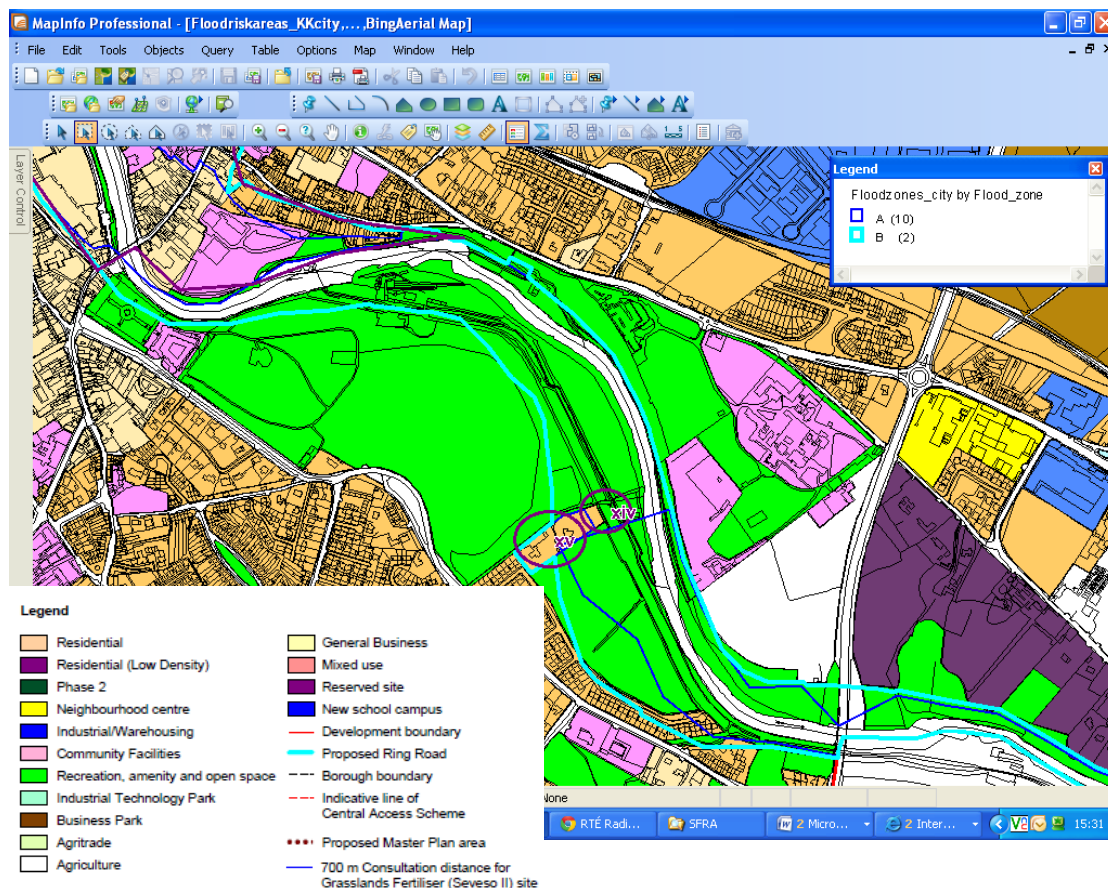 MapInfo Professional - [Floodriskareas_KKcity,...,BingAerial Map]
File Edit Tools Objects Query Table Options Map Window Help
Layer Control
Legend
Floodzones_city by Flood_zone
A (10)
B (2)
xiv
xv
Legend
Residential
Residential (Low Density)
Phase 2
Neighbourhood centre
Industrial/Warehousing
Community Facilities
Recreation, amenity and open space
Industrial Technology Park
Business Park
Agritrade
Agriculture
General Business
Mixed use
Reserved site
New school campus
Development boundary
Proposed Ring Road
Borough boundary
Indicative line of
Central Access Scheme
Proposed Master Plan area
700 m Consultation distance for
Grasslands Fertiliser (Seveso II) site
None
RTÉ Radi... SFRA 2 Micro... 2 Inter... 15:31